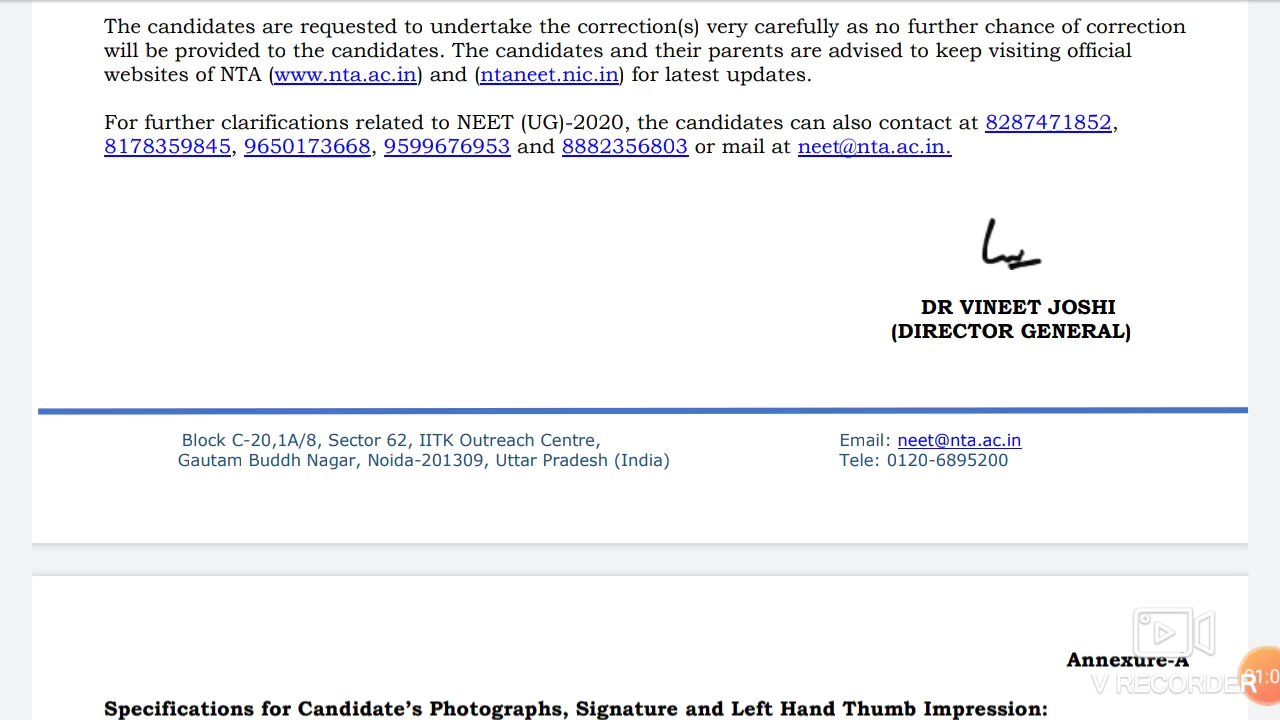 The candidates are requested to undertake the correction(s) very carefully as no further chance of correction
will be provided to the candidates. The candidates and their parents are advised to keep visiting official
websites of NTA (www.nta.ac.in) and (ntaneet.nic.in) for latest updates.
For further clarifications related to NEET (UG)-2020, the candidates can also contact at 8287471852,
8178359845, 9650173668, 9599676953 and 8882356803 or mail at neet@nta.ac.in.
DR VINEET JOSHI
(DIRECTOR GENERAL)
Block C-20,1A/8, Sector 62, IITK Outreach Centre,
Gautam Buddh Nagar, Noida-201309, Uttar Pradesh (India)
Email: neet@nta.ac.in
Tele: 0120-6895200
Annexure-A
V RECORDER
Specifications for Candidate's Photographs, Signature and Left Hand Thumb Impression: